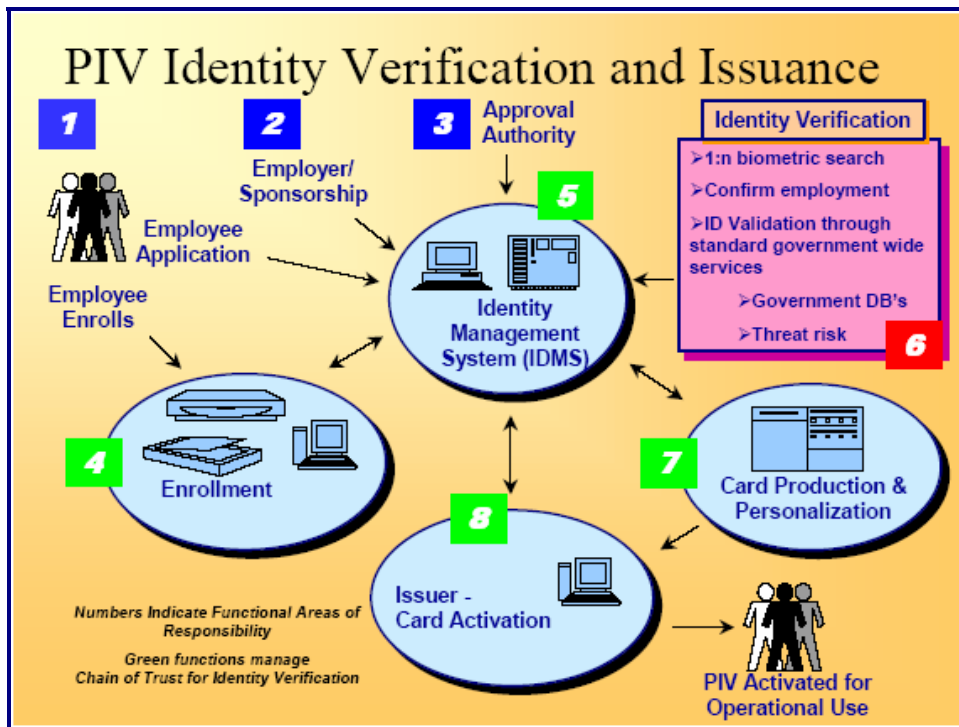 PIV Identity Verification and Issuance
1
2
3
Approval
Authority
Identity Verification
Employer/
Sponsorship
➢1:n biometric search
➢Confirm employment
➢ID Validation through
standard government wide
services
➢Government DB's
➢Threat risk
6
5
Employee
Application
Employee
Enrolls
Identity
Management
System (IDMS)
4
Enrollment
7
Card Production &
Personalization
8
Issuer -
Card Activation
Numbers Indicate Functional Areas of
Responsibility
Green functions manage
Chain of Trust for Identity Verification
PIV Activated for
Operational Use